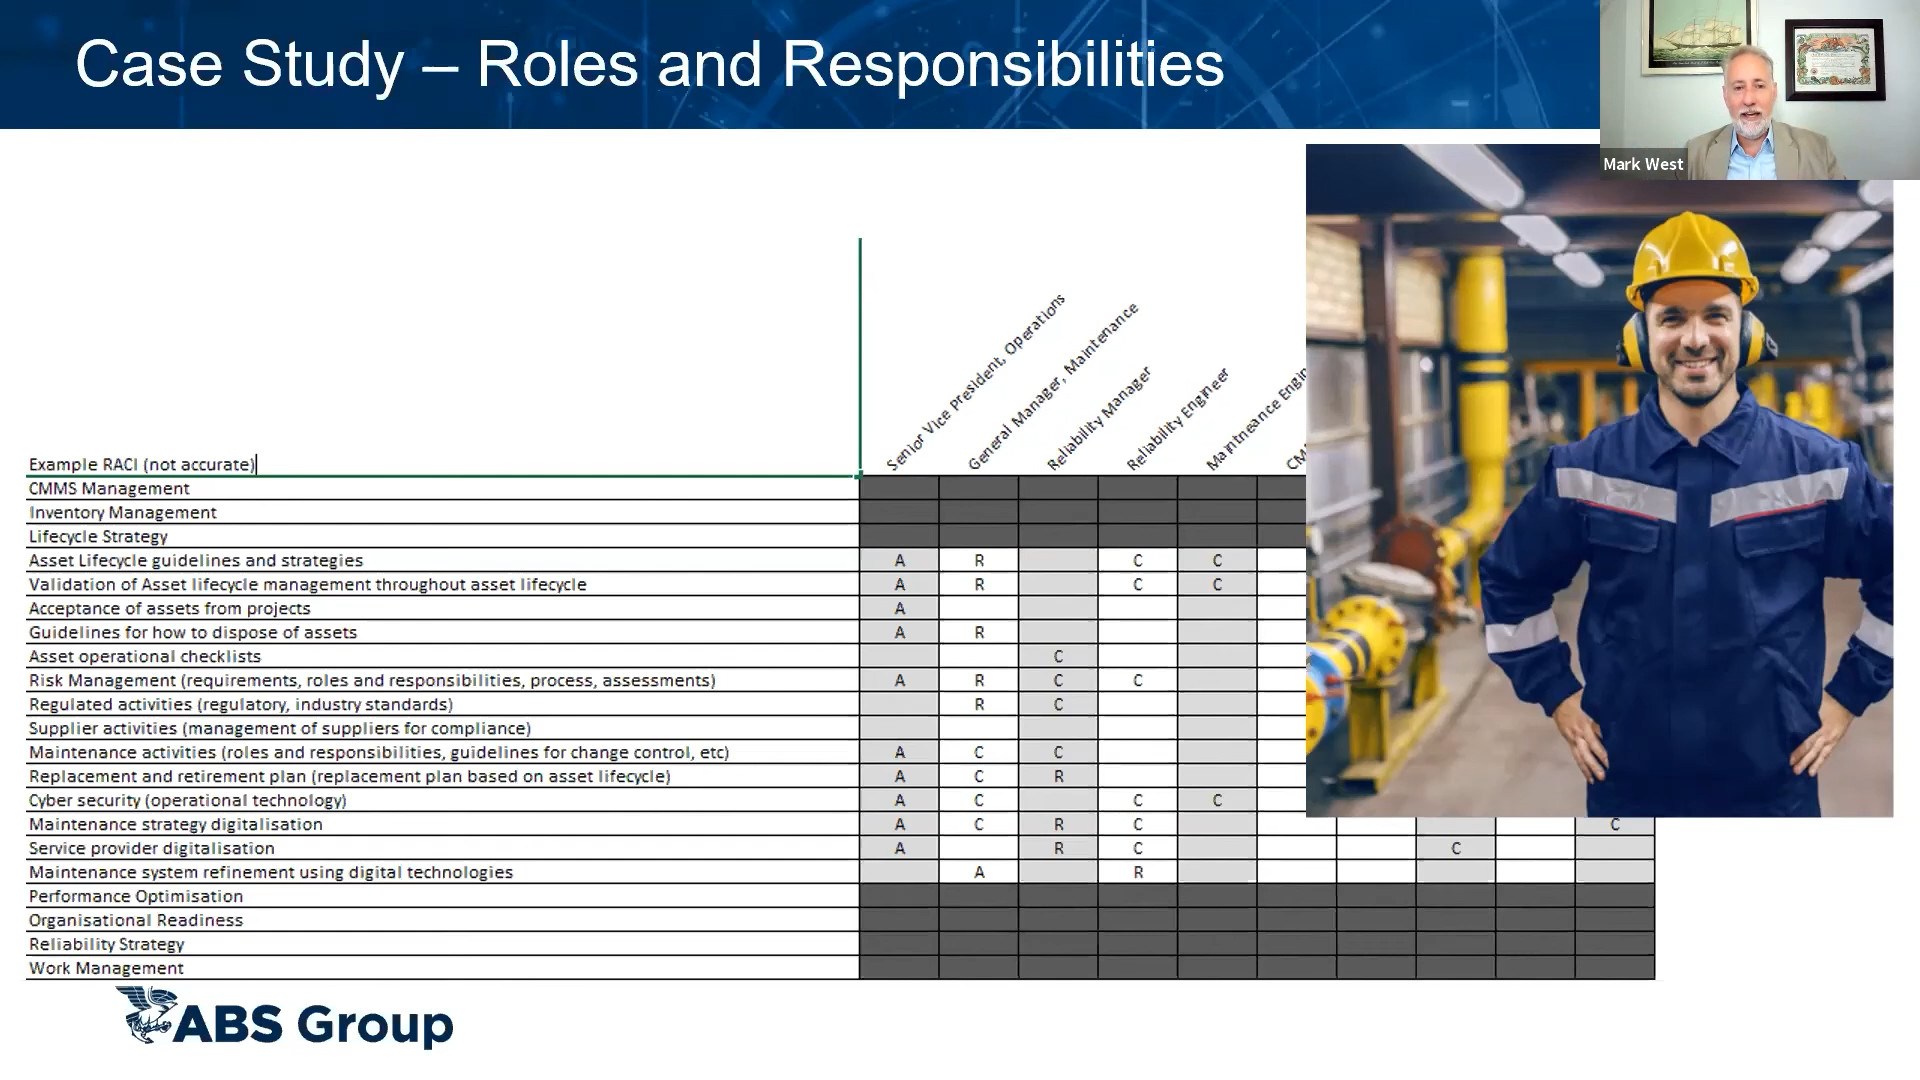 Case Study – Roles and Responsibilities
Mark West
Senior Vice President, Operations
General Manager, Maintenance
Reliability Manager
Reliability Engineer
Maintneance
Example RACI (not accurate)
CMMS Management
Inventory Management
Lifecycle Strategy
Asset Lifecycle guidelines and strategies A R C C
Validation of Asset lifecycle management throughout asset lifecycle A R C C
Acceptance of assets from projects A
Guidelines for how to dispose of assets A R
Asset operational checklists C
Risk Management (requirements, roles and responsibilities, process, assessments) A R C C
Regulated activities (regulatory, industry standards) R C
Supplier activities (management of suppliers for compliance)
Maintenance activities (roles and responsibilities, guidelines for change control, etc) A C C
Replacement and retirement plan (replacement plan based on asset lifecycle) A C R
Cyber security (operational technology) A C C C
Maintenance strategy digitalisation A C R C C
Service provider digitalisation A R C C
Maintenance system refinement using digital technologies A R
Performance Optimisation
Organisational Readiness
Reliability Strategy
Work Management
ABS Group